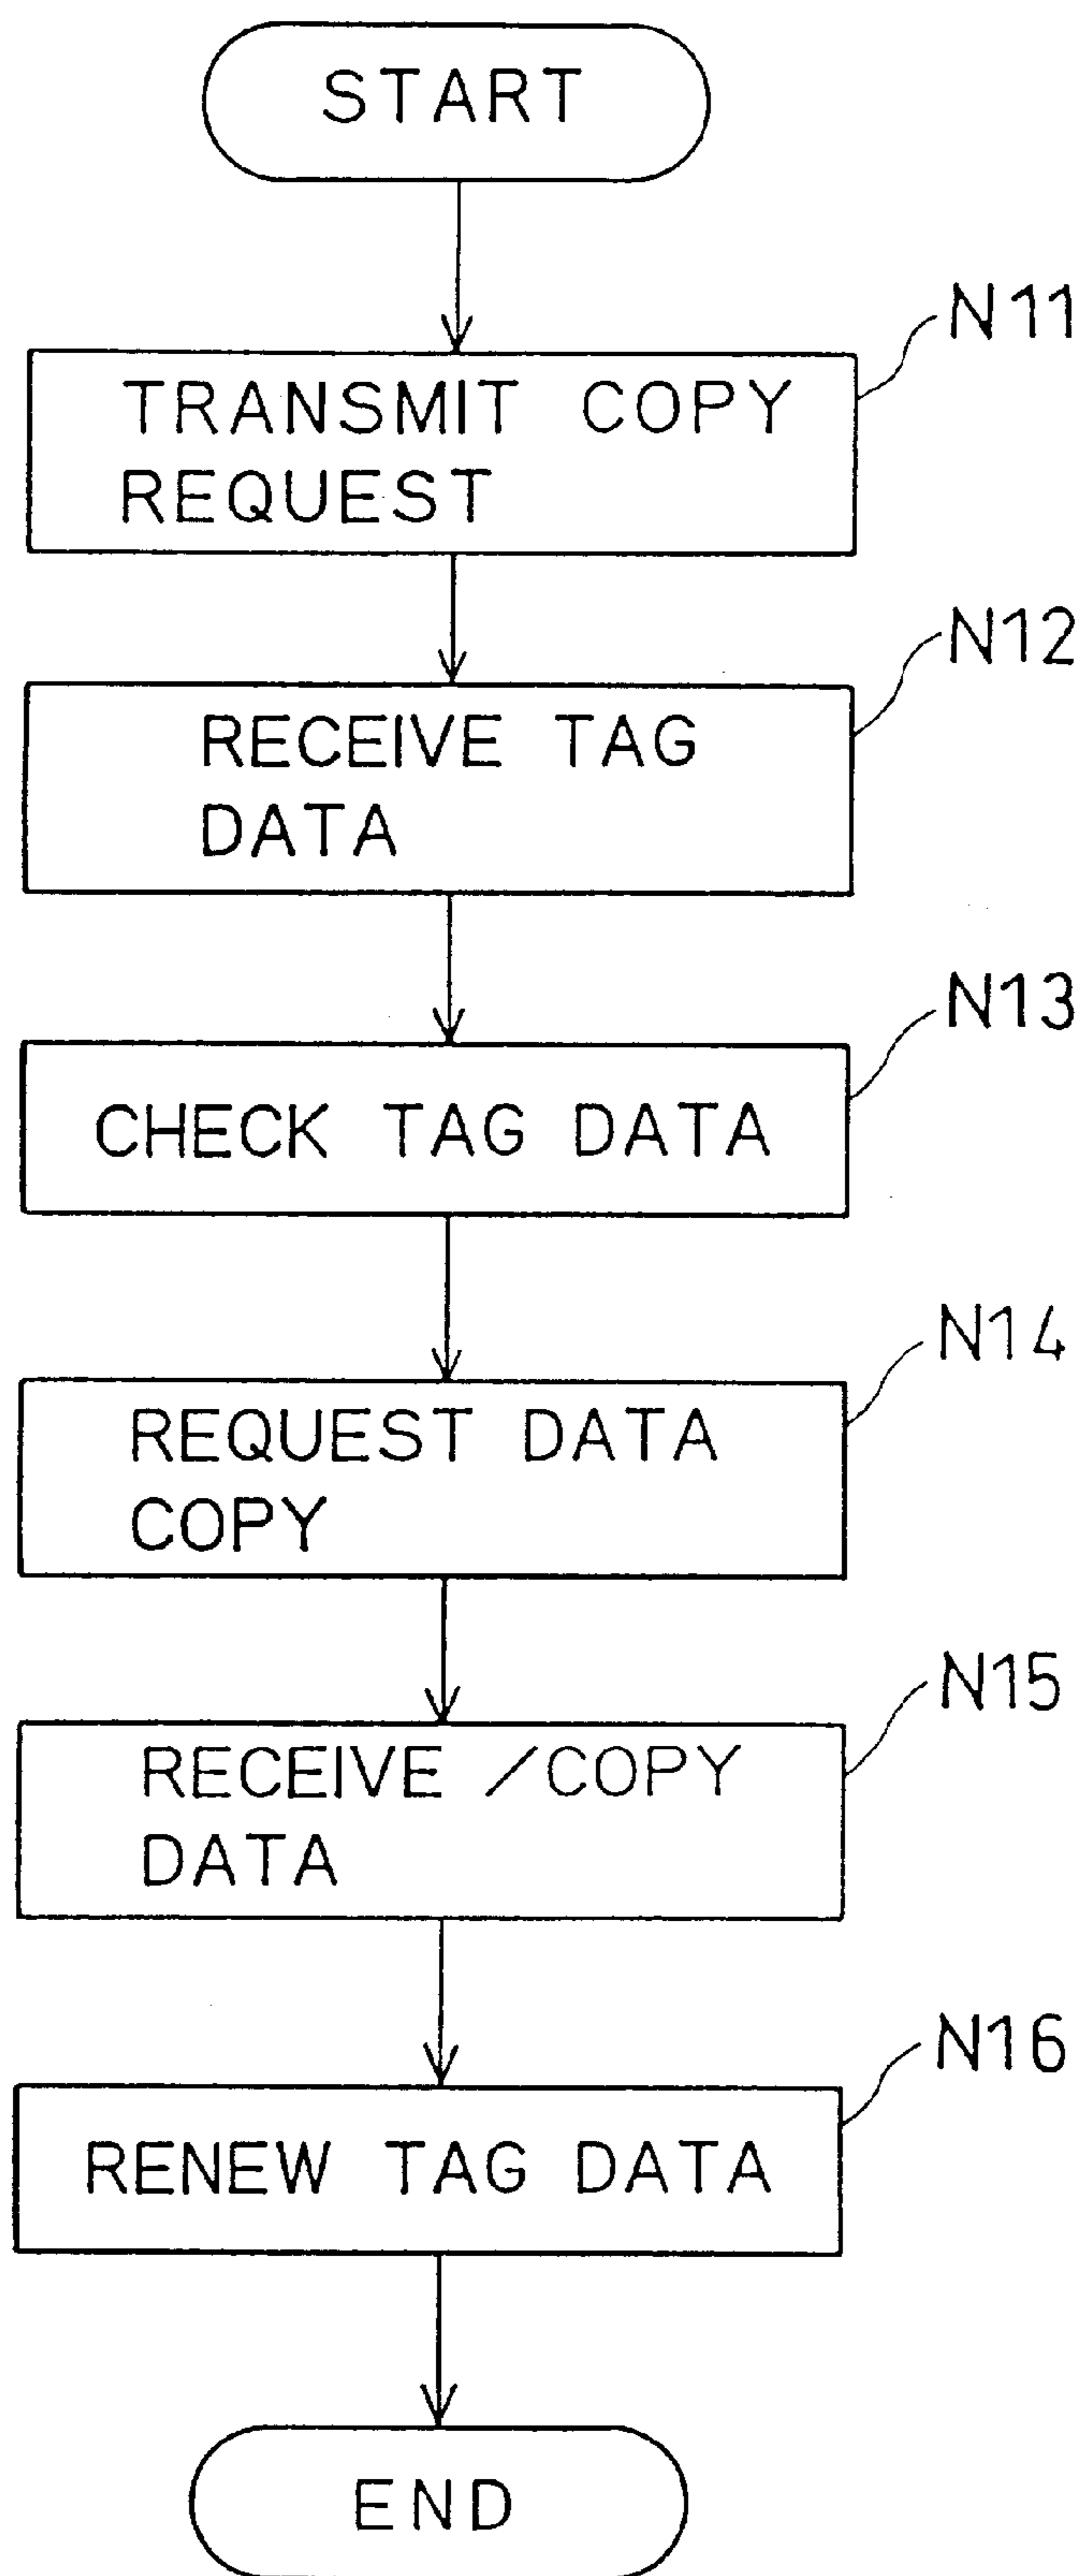 START
N11
TRANSMIT COPY
REQUEST
N12
RECEIVE TAG
DATA
N13
CHECK TAG DATA
N14
REQUEST DATA
COPY
N15
RECEIVE /COPY
DATA
N16
RENEW TAG DATA
END